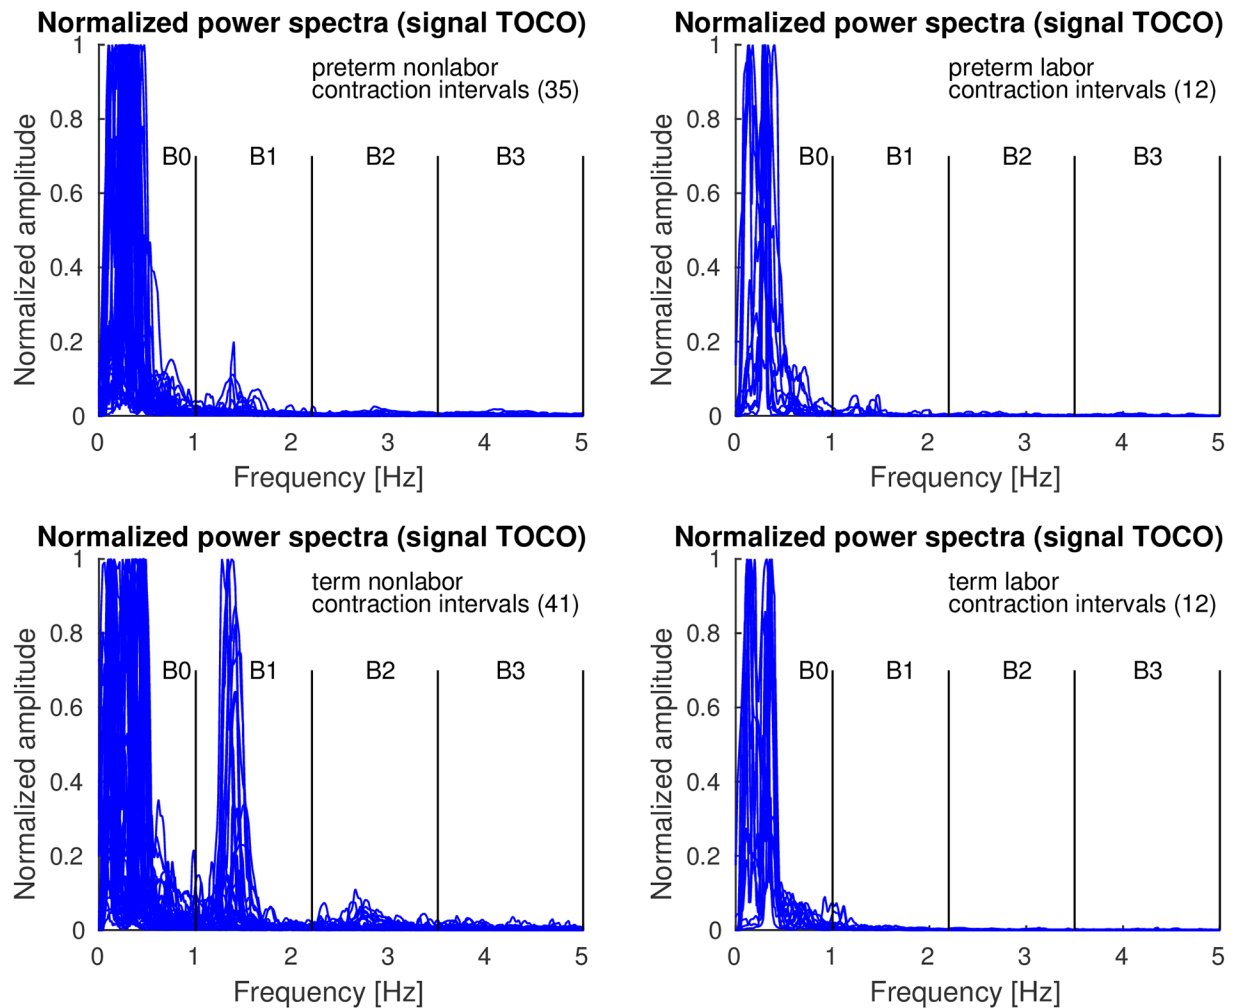 Normalized power spectra (signal TOCO)
preterm nonlabor
contraction intervals (35)
B0 B1 B2 B3
Normalized amplitude
1
0.8
0.6
0.4
0.2
0
0 1 2 3 4 5
Frequency [Hz]
Normalized power spectra (signal TOCO)
preterm labor
contraction intervals (12)
B0 B1 B2 B3
Normalized amplitude
1
0.8
0.6
0.4
0.2
0
0 1 2 3 4 5
Frequency [Hz]
Normalized power spectra (signal TOCO)
term nonlabor
contraction intervals (41)
B0 B1 B2 B3
Normalized amplitude
1
0.8
0.6
0.4
0.2
0
0 1 2 3 4 5
Frequency [Hz]
Normalized power spectra (signal TOCO)
term labor
contraction intervals (12)
B0 B1 B2 B3
Normalized amplitude
1
0.8
0.6
0.4
0.2
0
0 1 2 3 4 5
Frequency [Hz]